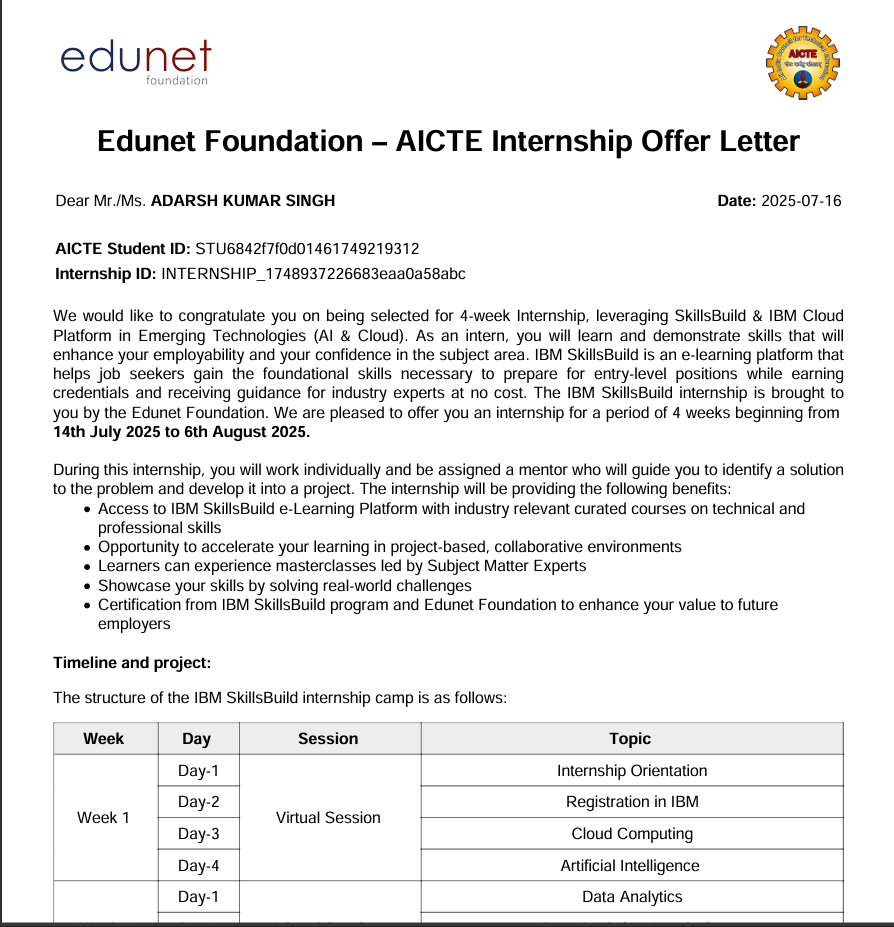 edunet
foundation
AICTE
Edunet Foundation – AICTE Internship Offer Letter
Dear Mr./Ms. ADARSH KUMAR SINGH
Date: 2025-07-16
AICTE Student ID: STU6842f7f0d01461749219312
Internship ID: INTERNSHIP_1748937226683eaa0a58abc
We would like to congratulate you on being selected for 4-week Internship, leveraging SkillsBuild & IBM Cloud
Platform in Emerging Technologies (AI & Cloud). As an intern, you will learn and demonstrate skills that will
enhance your employability and your confidence in the subject area. IBM SkillsBuild is an e-learning platform that
helps job seekers gain the foundational skills necessary to prepare for entry-level positions while earning
credentials and receiving guidance for industry experts at no cost. The IBM SkillsBuild internship is brought to
you by the Edunet Foundation. We are pleased to offer you an internship for a period of 4 weeks beginning from
14th July 2025 to 6th August 2025.
During this internship, you will work individually and be assigned a mentor who will guide you to identify a solution
to the problem and develop it into a project. The internship will be providing the following benefits:
• Access to IBM SkillsBuild e-Learning Platform with industry relevant curated courses on technical and
professional skills
• Opportunity to accelerate your learning in project-based, collaborative environments
• Learners can experience masterclasses led by Subject Matter Experts
• Showcase your skills by solving real-world challenges
• Certification from IBM SkillsBuild program and Edunet Foundation to enhance your value to future
employers
Timeline and project:
The structure of the IBM SkillsBuild internship camp is as follows:
Week Day Session Topic
Day-1 Internship Orientation
Day-2 Registration in IBM
Week 1 Virtual Session
Day-3 Cloud Computing
Day-4 Artificial Intelligence
Day-1 Data Analytics